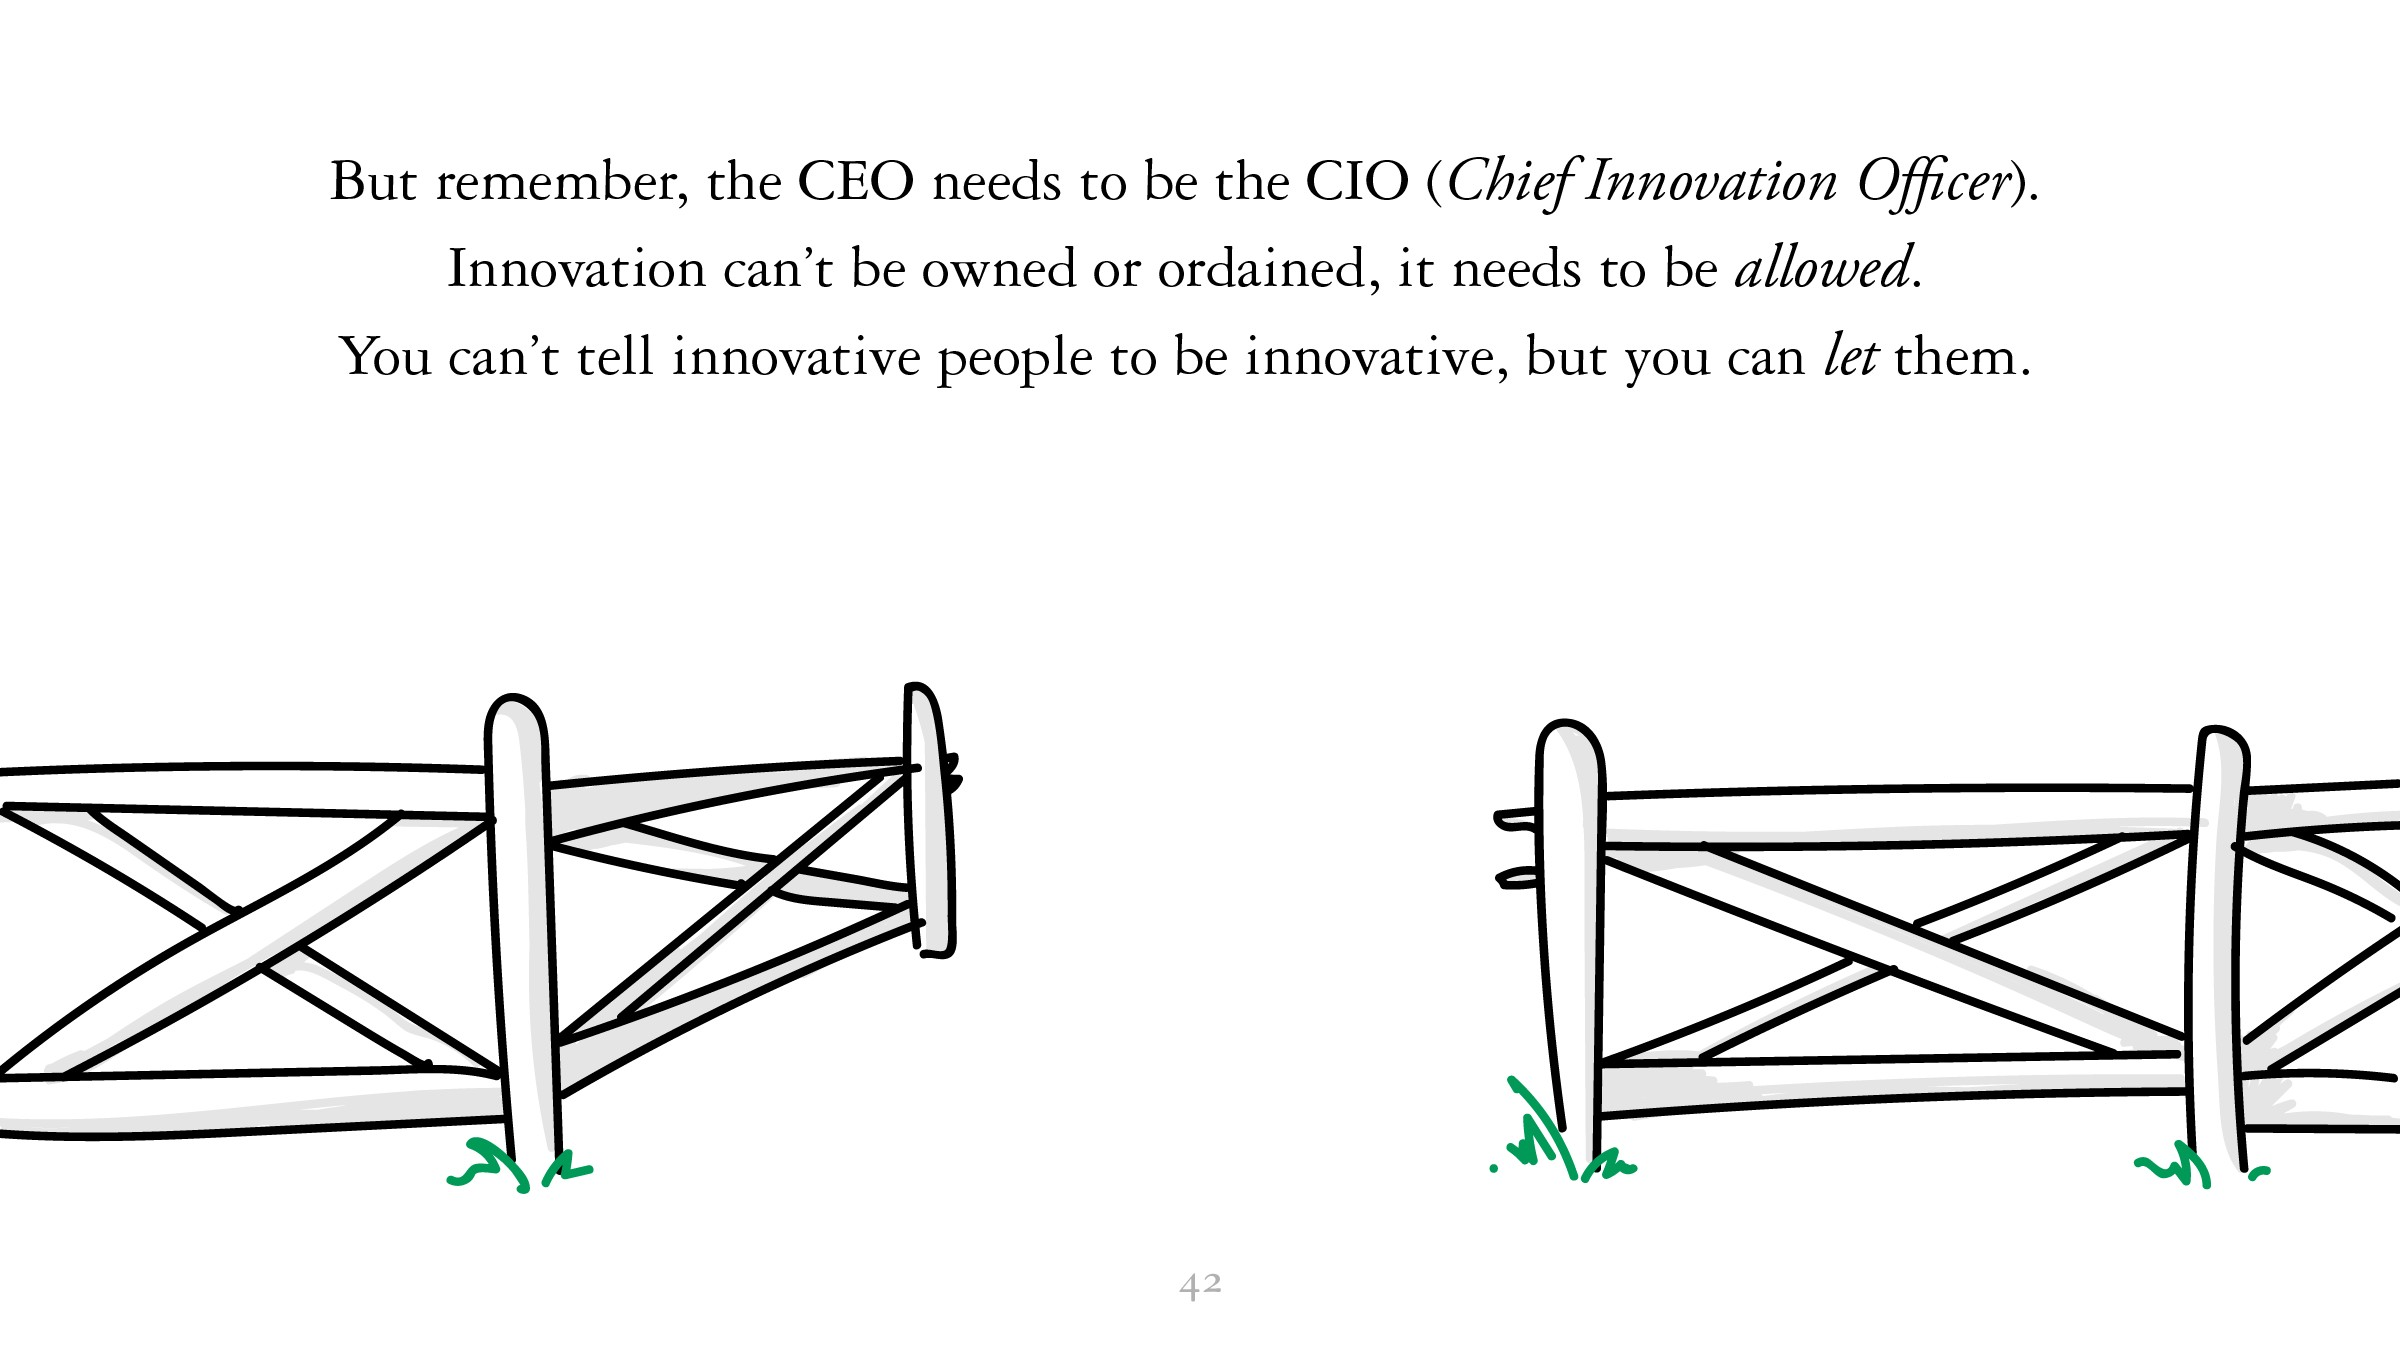 But remember, the CEO needs to be the CIO (Chief Innovation Officer).
Innovation can’t be owned or ordained, it needs to be allowed.
You can’t tell innovative people to be innovative, but you can let them.
42